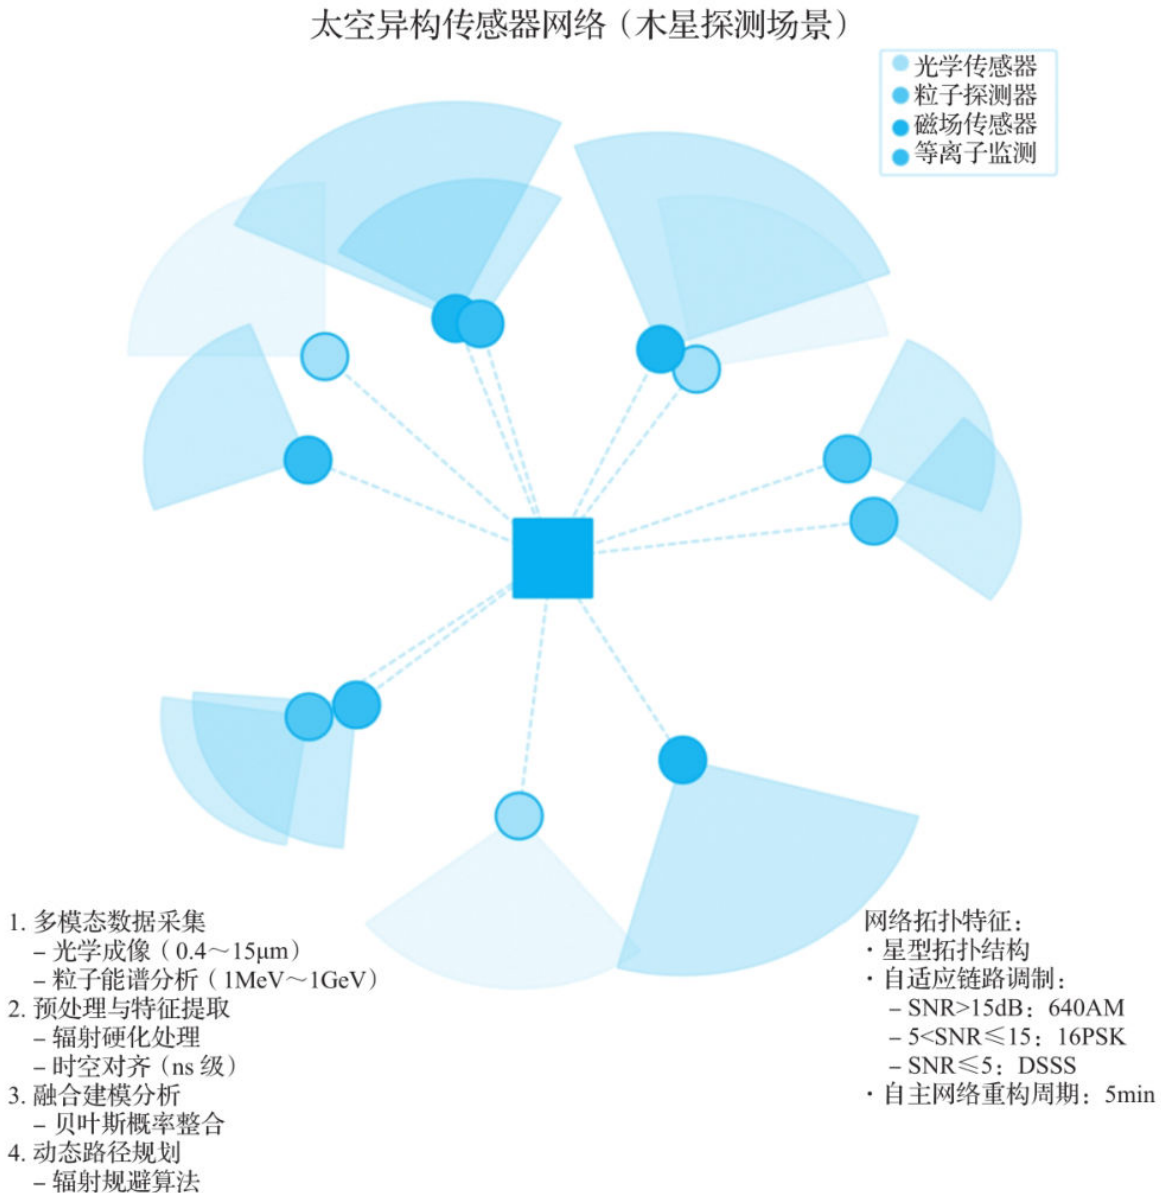 太空异构传感器网络（木星探测场景）
光学传感器
粒子探测器
磁场传感器
等离子监测
1. 多模态数据采集
– 光学成像（0.4～15μm）
– 粒子能谱分析（1MeV～1GeV）
2. 预处理与特征提取
– 辐射硬化处理
– 时空对齐（ns 级）
3. 融合建模分析
– 贝叶斯概率整合
4. 动态路径规划
– 辐射规避算法
网络拓扑特征：
· 星型拓扑结构
· 自适应链路调制：
– SNR>15dB：640AM
– 5<SNR≤15：16PSK
– SNR≤5：DSSS
· 自主网络重构周期：5min